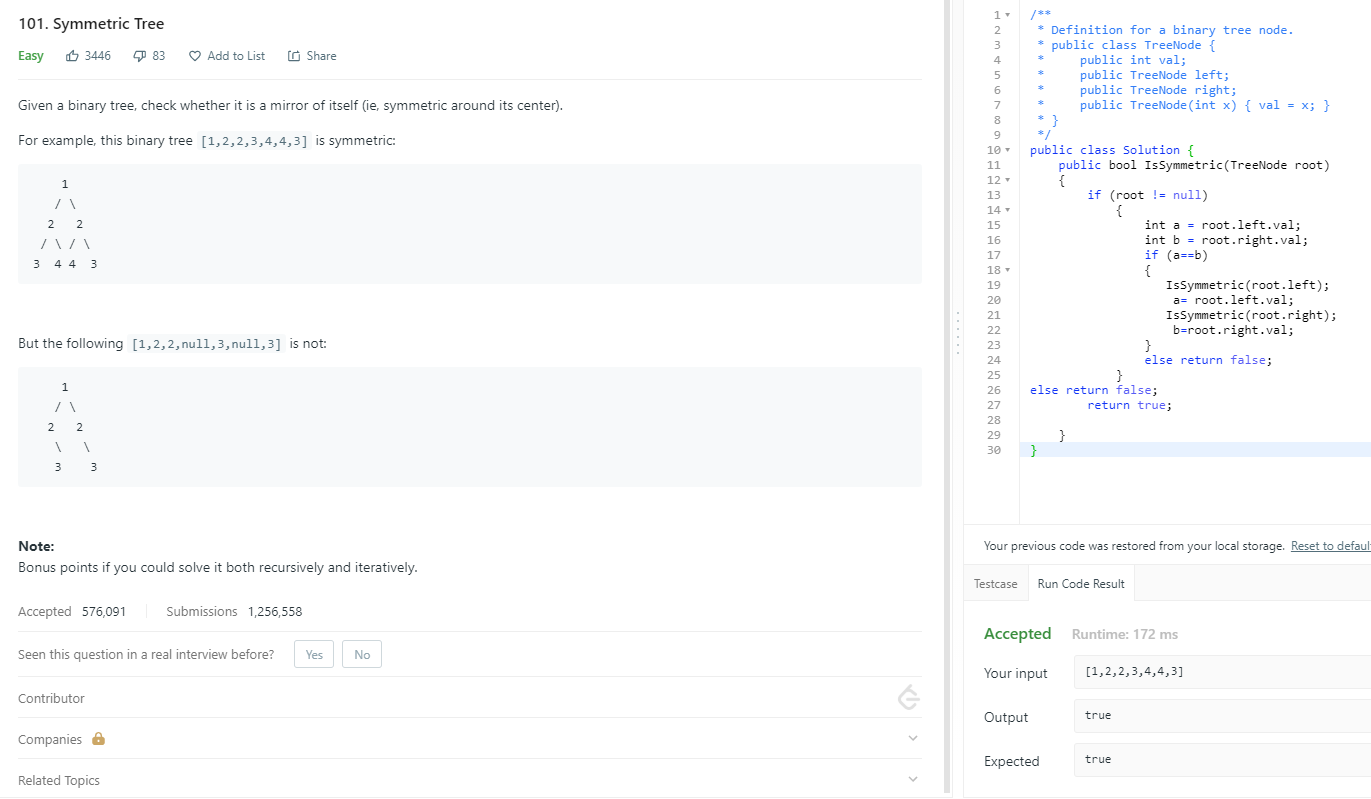 101. Symmetric Tree
Easy 3446 83 Add to List Share
Given a binary tree, check whether it is a mirror of itself (ie, symmetric around its center).
For example, this binary tree [1,2,2,3,4,4,3] is symmetric:
1
/ \
2 2
/ \ / \
3 4 4 3
But the following [1,2,2,null,3,null,3] is not:
1
/ \
2 2
\ \
3 3
Note:
Bonus points if you could solve it both recursively and iteratively.
Accepted 576,091 Submissions 1,256,558
Seen this question in a real interview before? Yes No
Contributor
Companies
Related Topics
1 /**
2 * Definition for a binary tree node.
3 * public class TreeNode {
4 * public int val;
5 * public TreeNode left;
6 * public TreeNode right;
7 * public TreeNode(int x) { val = x; }
8 * }
9 */
10 public class Solution {
11 public bool IsSymmetric(TreeNode root)
12 {
13 if (root != null)
14 {
15 int a = root.left.val;
16 int b = root.right.val;
17 if (a==b)
18 {
19 IsSymmetric(root.left);
20 a= root.left.val;
21 IsSymmetric(root.right);
22 b=root.right.val;
23 }
24 else return false;
25 }
26 else return false;
27 return true;
28
29 }
30 }
Your previous code was restored from your local storage. Reset to defaul
Testcase Run Code Result
Accepted Runtime: 172 ms
Your input [1,2,2,3,4,4,3]
Output true
Expected true